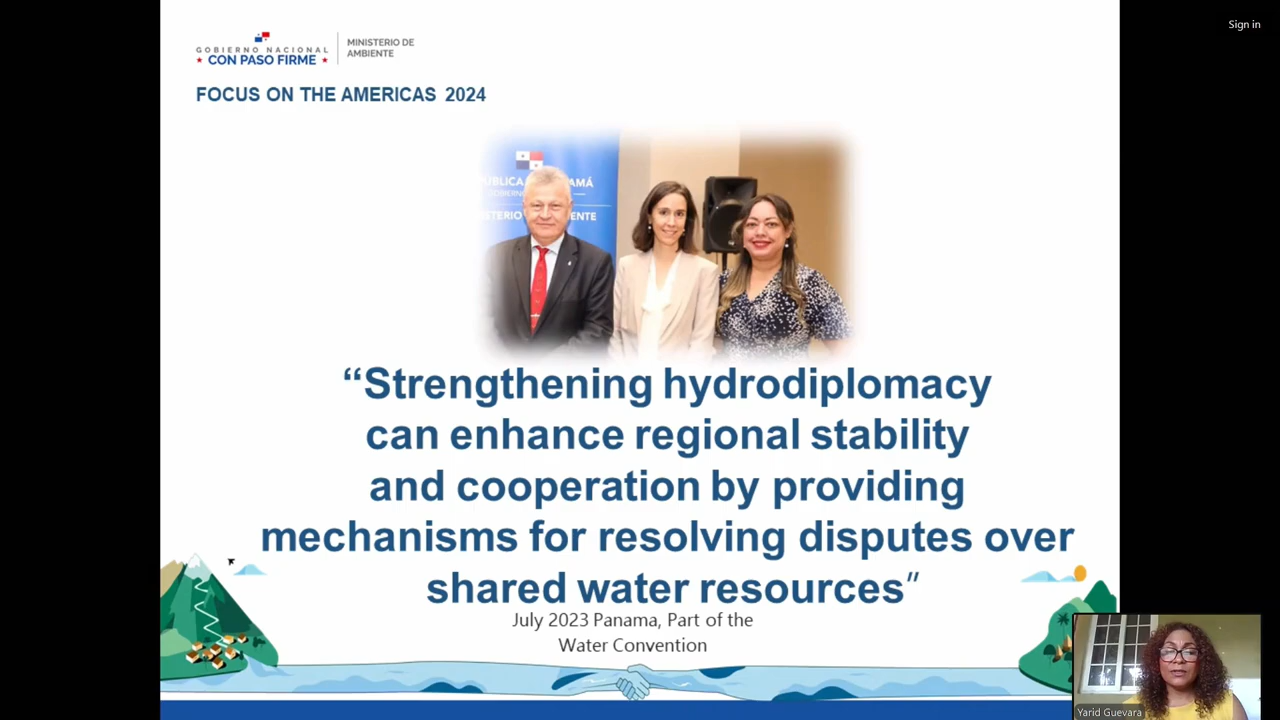 Sign in
GOBIERNO NACIONAL
★ CON PASO FIRME ★
MINISTERIO DE
AMBIENTE
FOCUS ON THE AMERICAS 2024
“Strengthening hydrodiplomacy
can enhance regional stability
and cooperation by providing
mechanisms for resolving disputes over
shared water resources”
July 2023 Panama, Part of the
Water Convention
Yarid Guevara